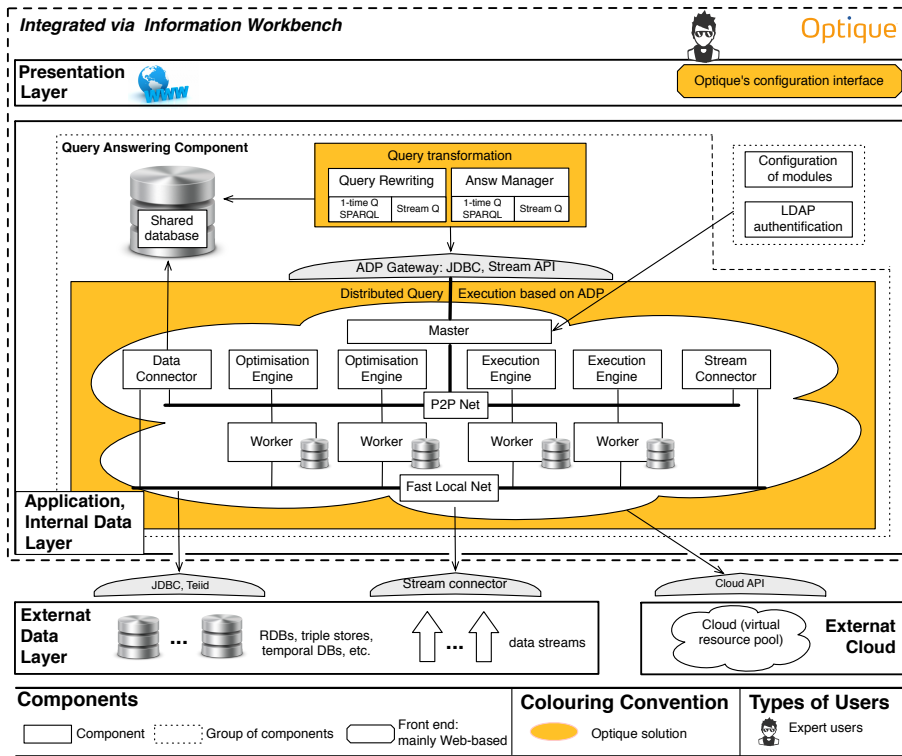 Integrated via Information Workbench
Optique
Presentation
Layer
WWW
Optique's configuration interface
Query Answering Component
Query transformation
Query Rewriting
Answ Manager
1-time Q
SPARQL
Stream Q
1-time Q
SPARQL
Stream Q
Configuration
of modules
LDAP
authentification
Shared
database
ADP Gateway: JDBC, Stream API
Distributed Query Execution based on ADP
Master
Data
Connector
Optimisation
Engine
Optimisation
Engine
Execution
Engine
Execution
Engine
Stream
Connector
P2P Net
Worker
Worker
Worker
Worker
Fast Local Net
Application,
Internal Data
Layer
JDBC, Teiid
Stream connector
Cloud API
Externat
Data
Layer
...
RDBs, triple stores,
temporal DBs, etc.
...
data streams
Cloud (virtual
resource pool)
Externat
Cloud
Components
Component
Group of components
Front end:
mainly Web-based
Colouring Convention
Optique solution
Types of Users
Expert users